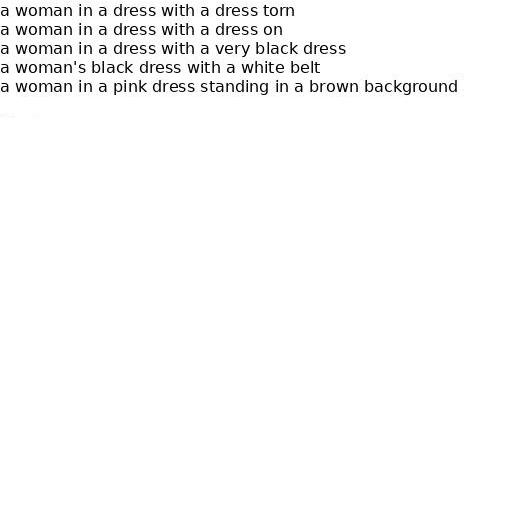 a woman in a dress with a dress torn
a woman in a dress with a dress on
a woman in a dress with a very black dress
a woman's black dress with a white belt
a woman in a pink dress standing in a brown background